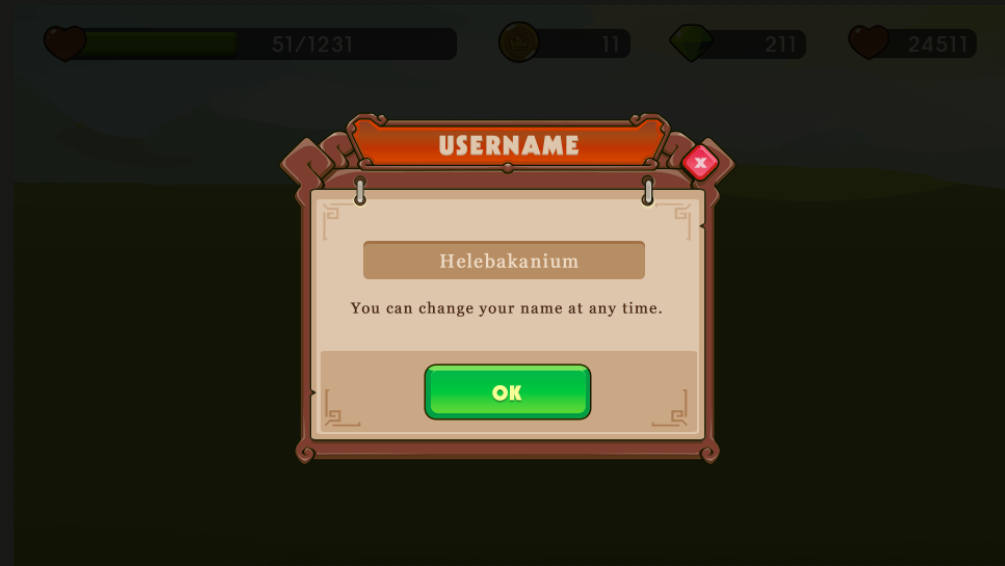 51/1231
11
211
24511
USERNAME
x
Helebakanium
You can change your name at any time.
OK